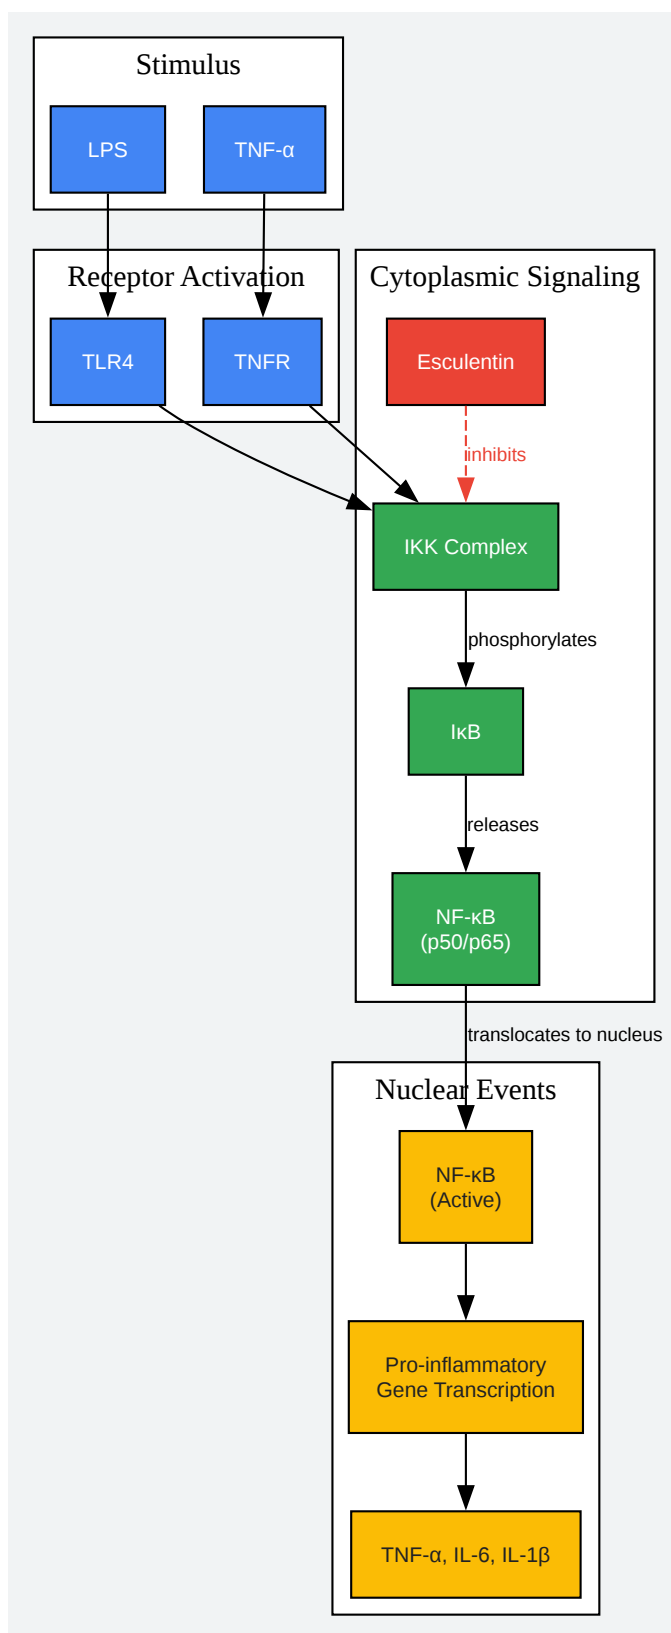 Stimulus
LPS
TNF-α
Receptor Activation
TLR4
TNFR
Cytoplasmic Signaling
Esculentin
inhibits
IKK Complex
phosphorylates
IκB
releases
NF-κB
(p50/p65)
translocates to nucleus
Nuclear Events
NF-κB
(Active)
Pro-inflammatory
Gene Transcription
TNF-α, IL-6, IL-1β